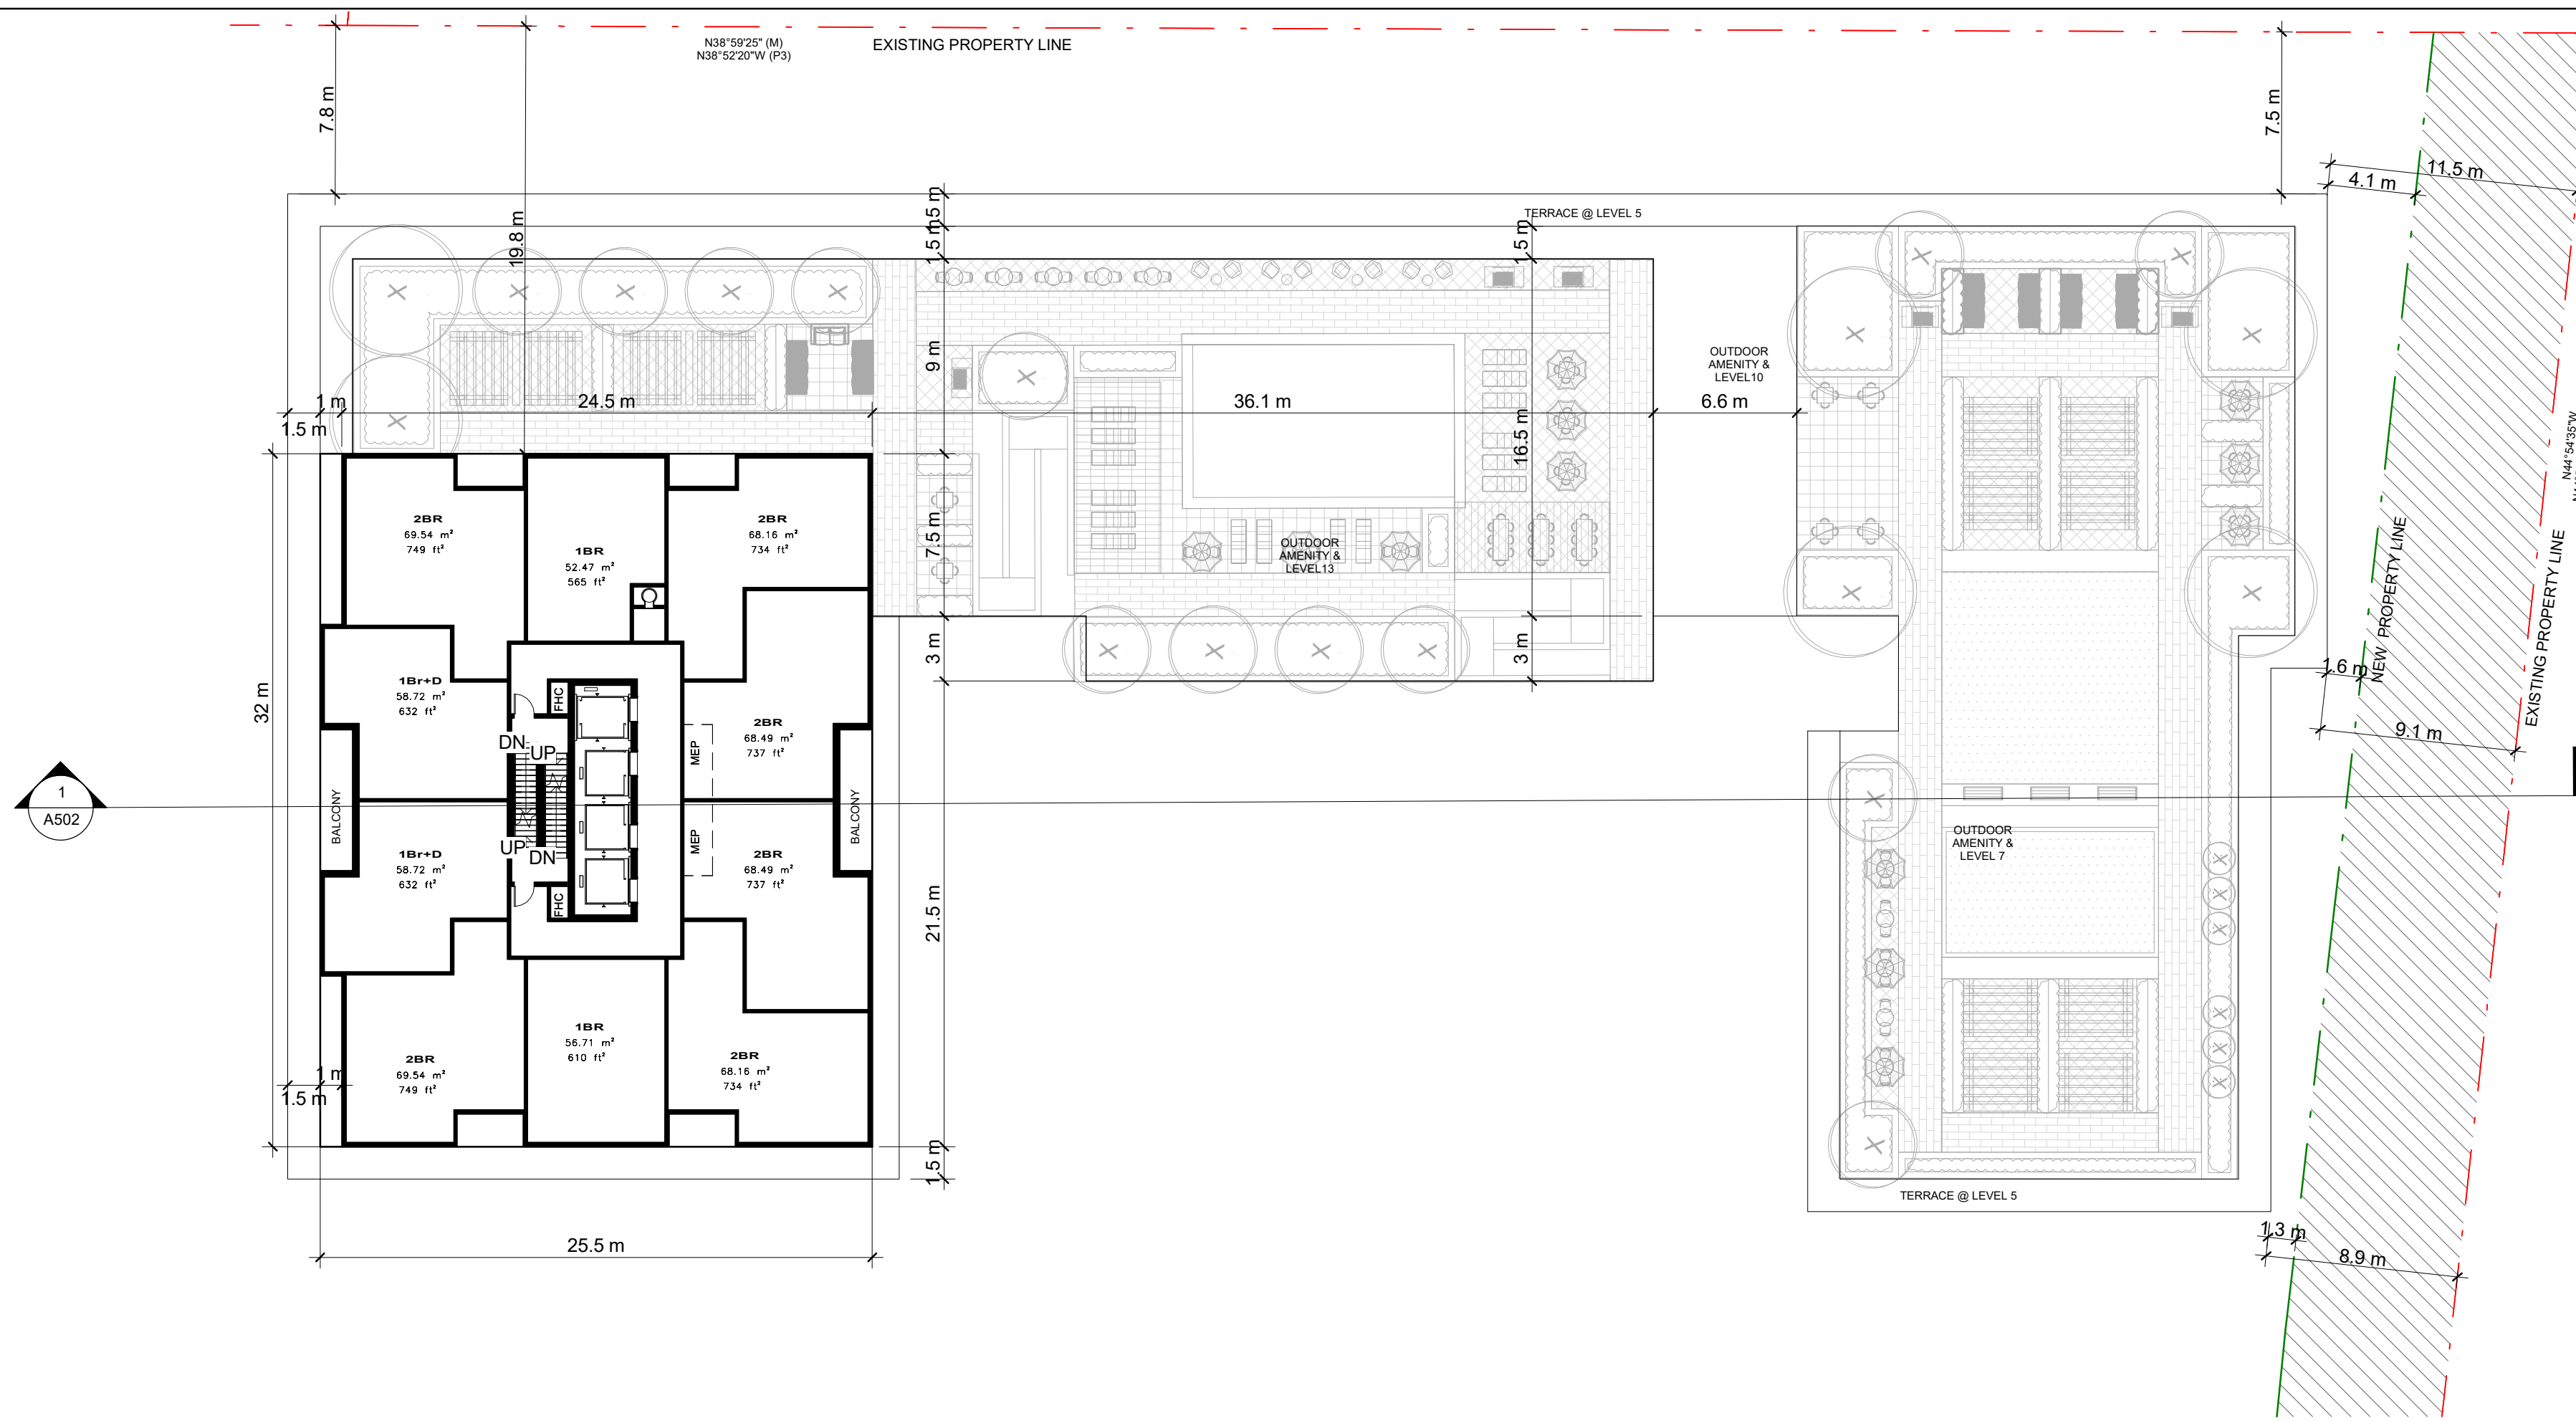 N38°59'25" (M)
N38°52'20"W (P3)
EXISTING PROPERTY LINE
7.8 m
19.8 m
7.5 m
11.5 m
4.1 m
1.5 m
1.5 m
TERRACE @ LEVEL 5
1.5 m
9 m
OUTDOOR
AMENITY &
LEVEL10
1 m
24.5 m
36.1 m
6.6 m
1.5 m
16.5 m
N44°54'35"W
2BR
69.54 m²
749 ft²
1BR
52.47 m²
565 ft²
2BR
68.16 m²
734 ft²
7.5 m
OUTDOOR
AMENITY &
LEVEL13
NEW PROPERTY LINE
EXISTING PROPERTY LINE
3 m
3 m
1.6 m
32 m
1Br+D
58.72 m²
632 ft²
FHC
DN
UP
MEP
2BR
68.49 m²
737 ft²
9.1 m
1
A502
BALCONY
BALCONY
UP
DN
MEP
1Br+D
58.72 m²
632 ft²
FHC
2BR
68.49 m²
737 ft²
OUTDOOR
AMENITY &
LEVEL 7
21.5 m
2BR
69.54 m²
749 ft²
1BR
56.71 m²
610 ft²
2BR
68.16 m²
734 ft²
1 m
1.5 m
1.5 m
TERRACE @ LEVEL 5
25.5 m
1.3 m
8.9 m